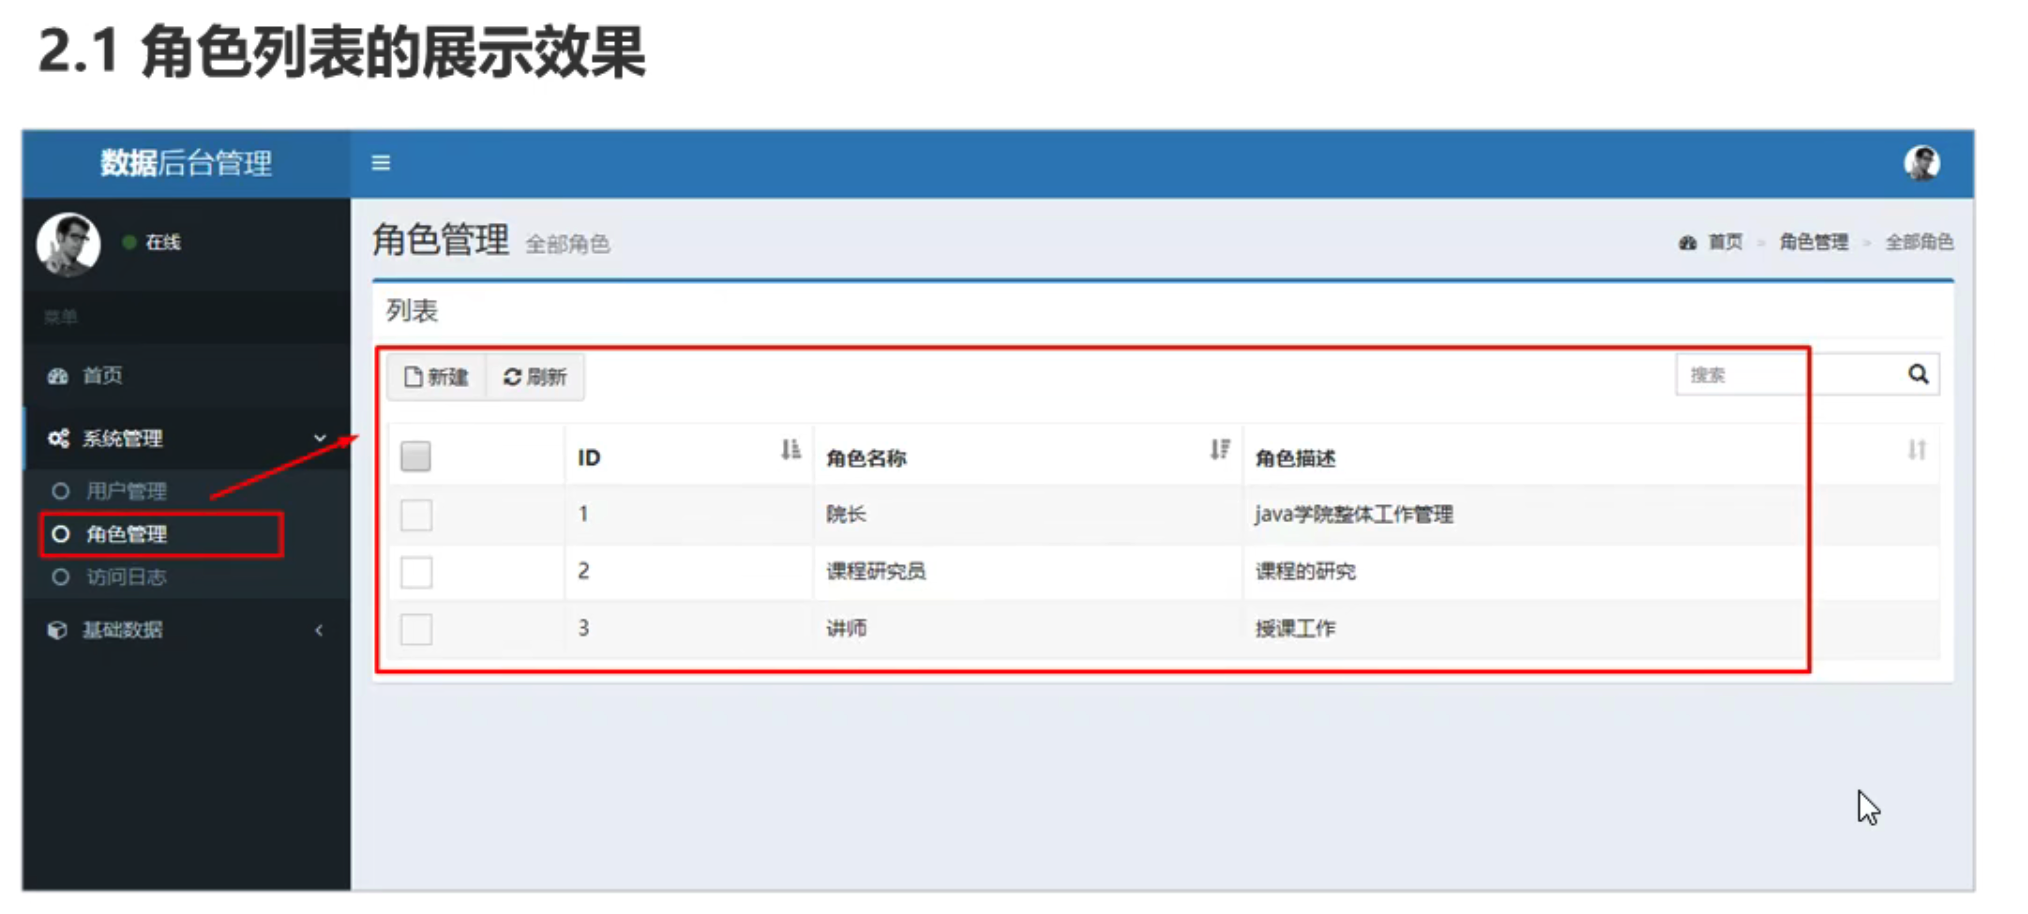 2.1 角色列表的展示效果
数据后台管理
在线
菜单
首页
系统管理
用户管理
角色管理
访问日志
基础数据
角色管理 全部角色
首页 > 角色管理 > 全部角色
列表
新建 刷新 搜索
ID 角色名称 角色描述
1 院长 java学院整体工作管理
2 课程研究员 课程的研究
3 讲师 授课工作